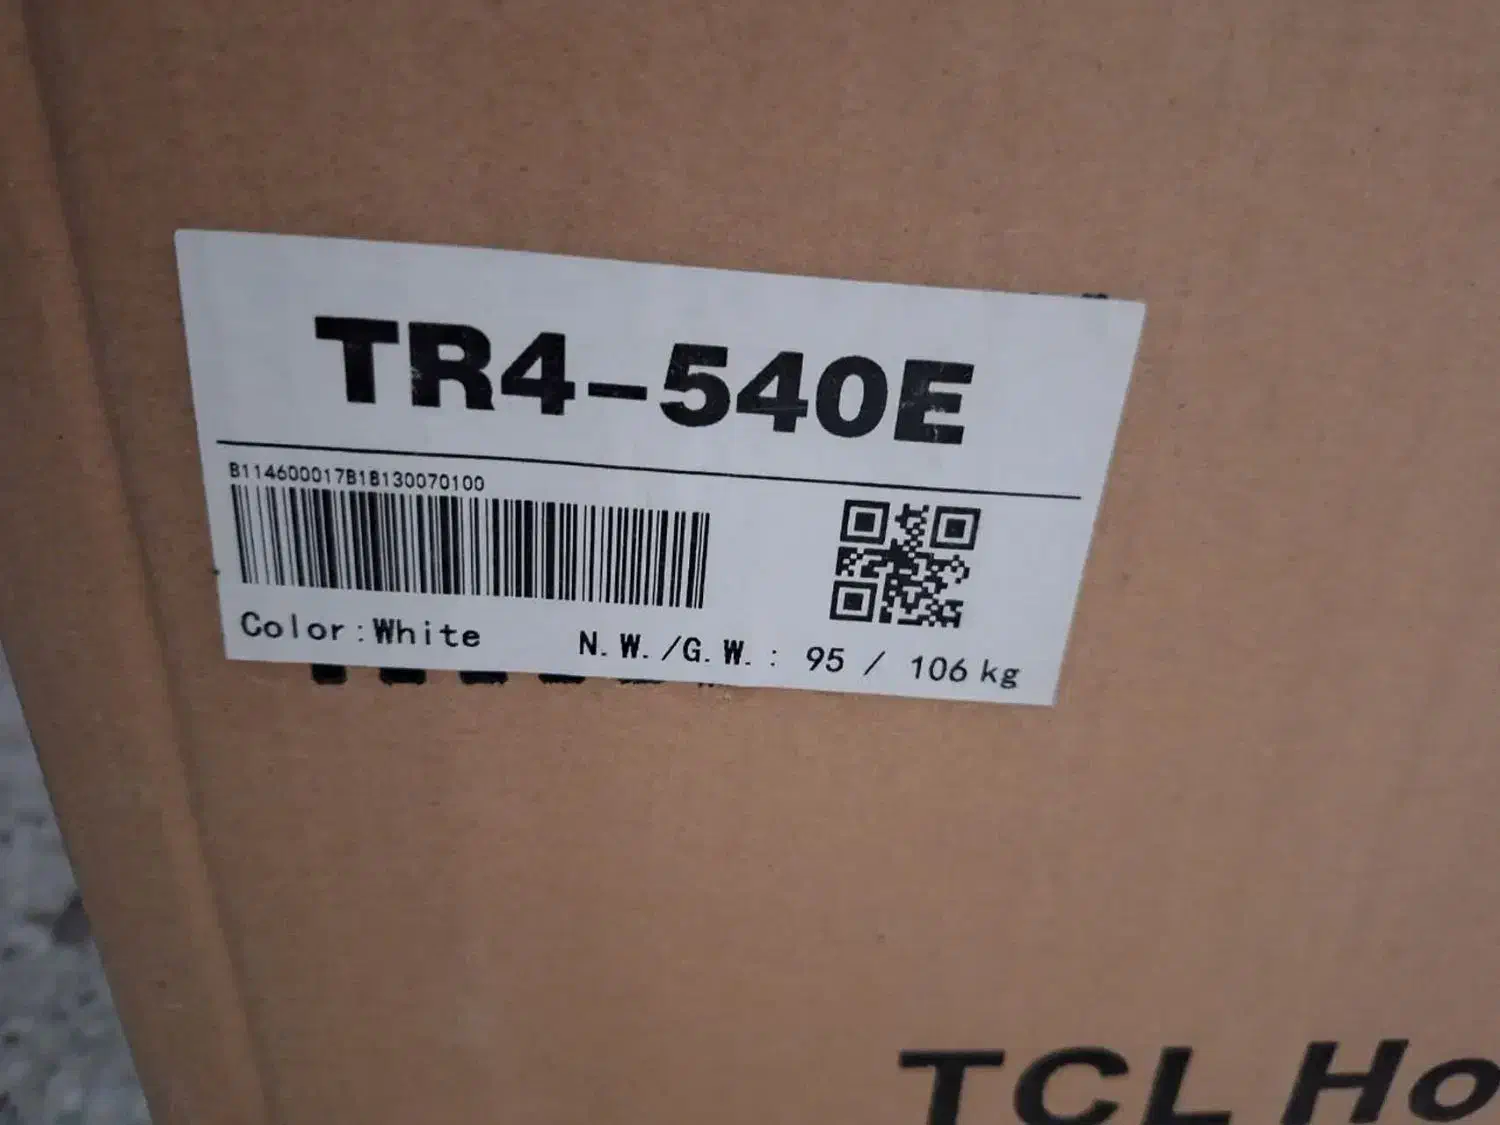 TR4-540E
B114600017B1B130070100
Color:White
N.W./G.W.: 95 / 106 kg
TCL Ho